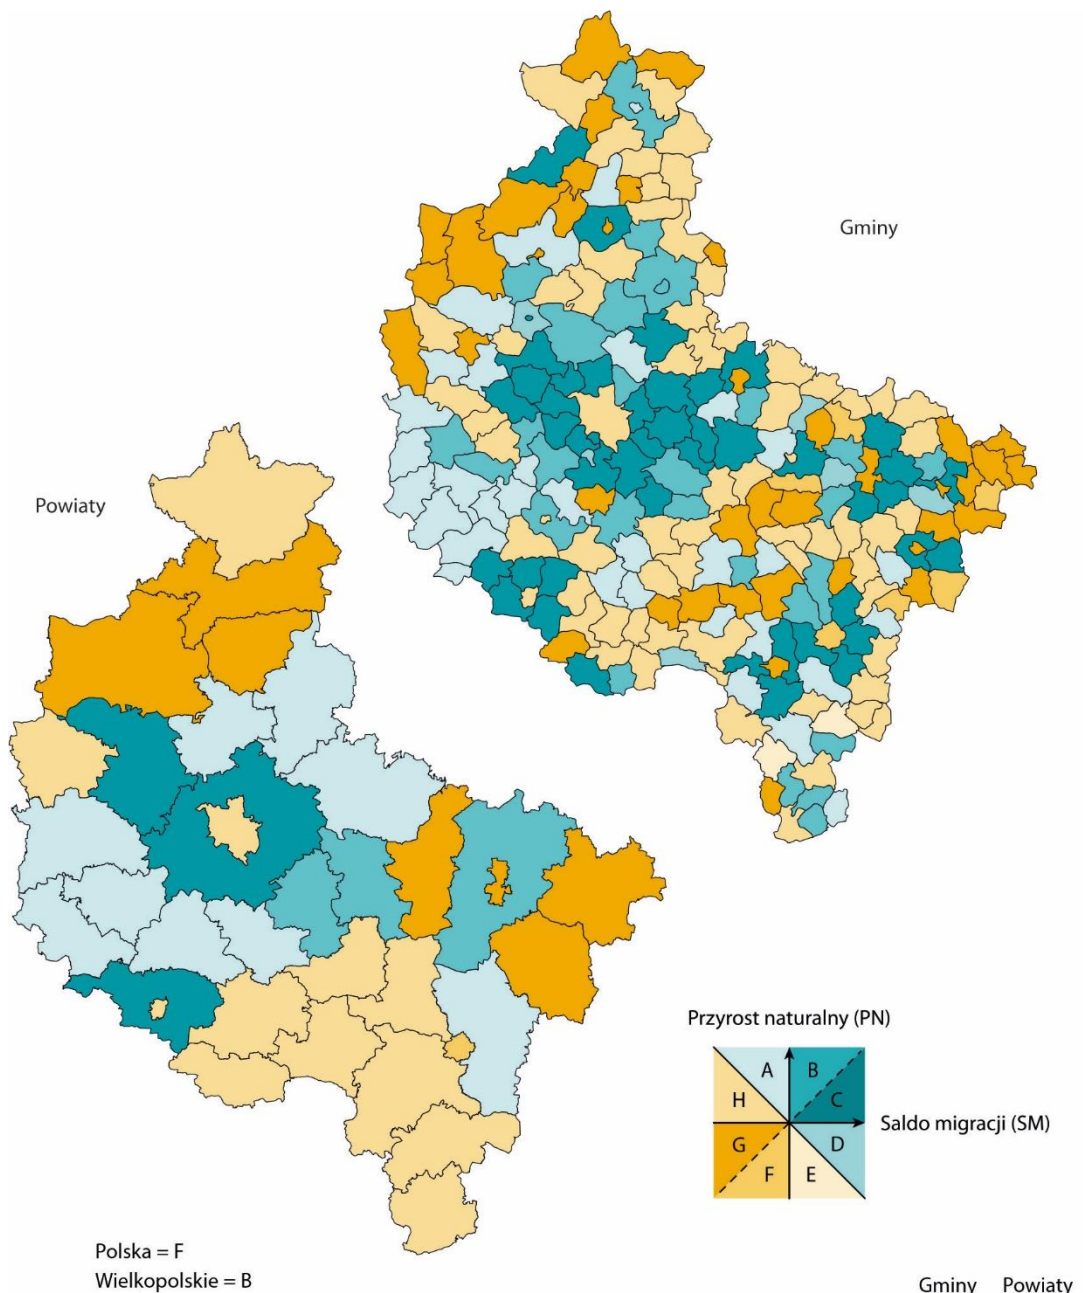 Gminy
Powiaty
Przyrost naturalny (PN)
A B
H C
Saldo migracji (SM)
G D
F E
Polska = F
Wielkopolskie = B
Gminy Powiaty